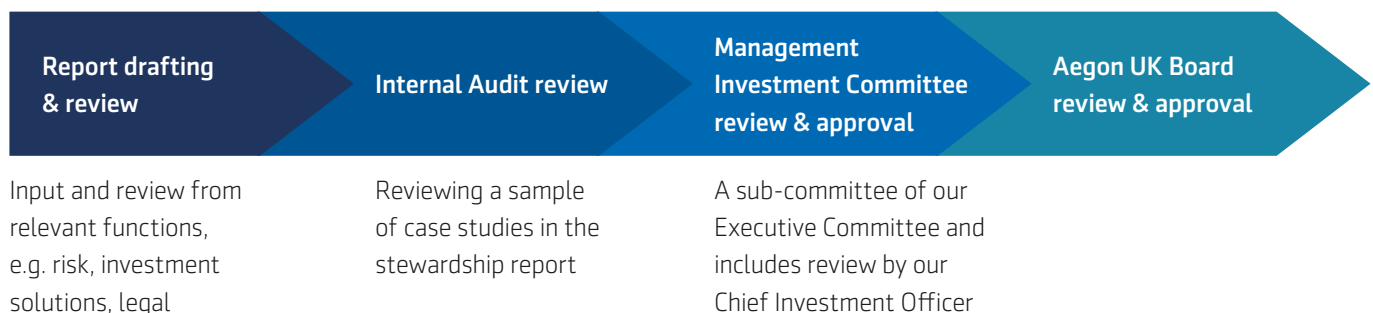 Report drafting
& review
Internal Audit review
Management
Investment Committee
review & approval
Aegon UK Board
review & approval
Input and review from
relevant functions,
e.g. risk, investment
solutions, legal
Reviewing a sample
of case studies in the
stewardship report
A sub-committee of our
Executive Committee and
includes review by our
Chief Investment Officer